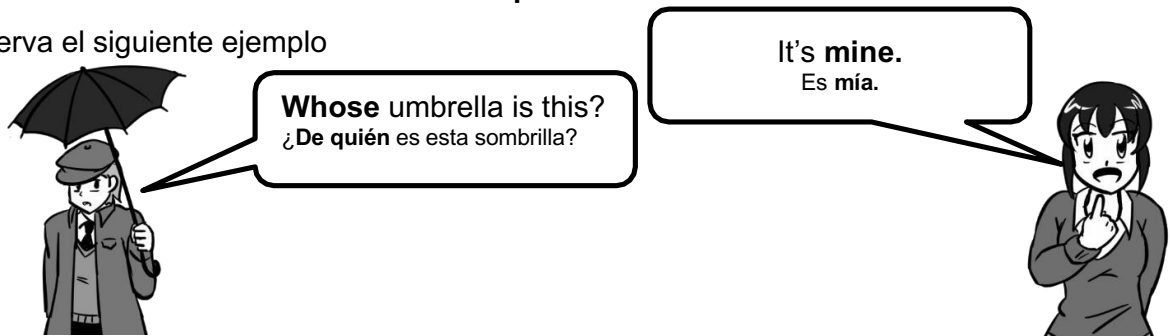 erva el siguiente ejemplo
Whose umbrella is this?
¿De quién es esta sombrilla?
It's mine.
Es mía.